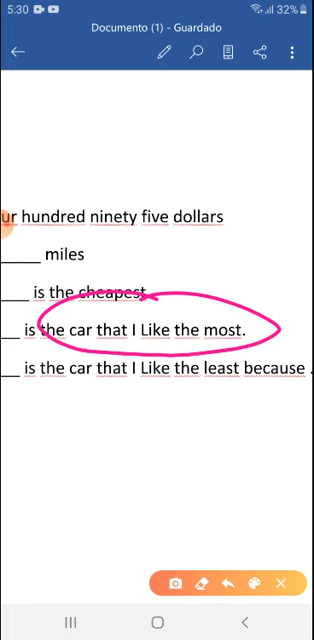 5:30
32%
Documento (1) - Guardado
ur hundred ninety five dollars
_____ miles
___ is the cheapest
__ is the car that I Like the most.
__ is the car that I Like the least because .